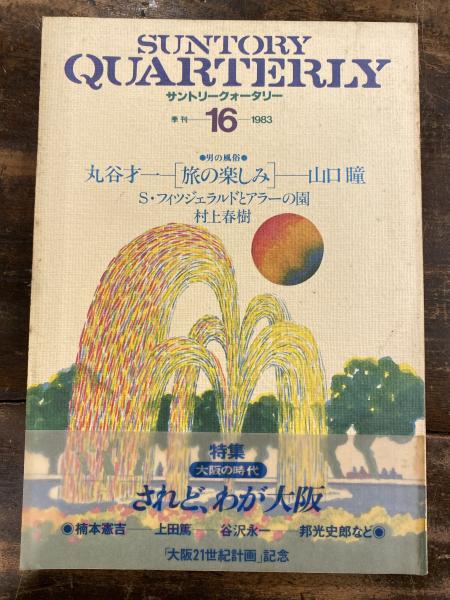 SUNTORY
QUARTERLY
サントリークォータリー
季刊—16—1983
●男の風俗●
丸谷才一—[旅の楽しみ]—山口瞳
S・フィツジェラルドとアラーの園
村上春樹
特集
大阪の時代
されど、わが大阪
●楠本憲吉—上田篤—谷沢永一—邦光史郎など●
「大阪21世紀計画」記念